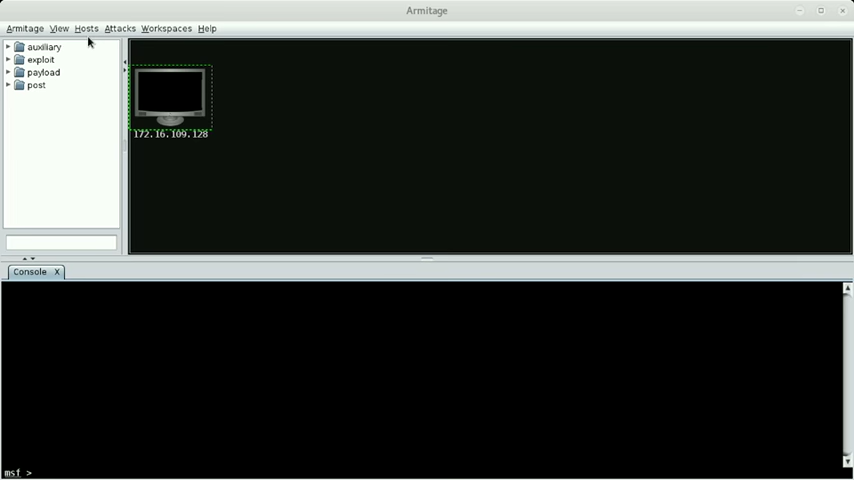 Armitage
Armitage View Hosts Attacks Workspaces Help
auxiliary
exploit
payload
post
172.16.109.128
Console X
msf >